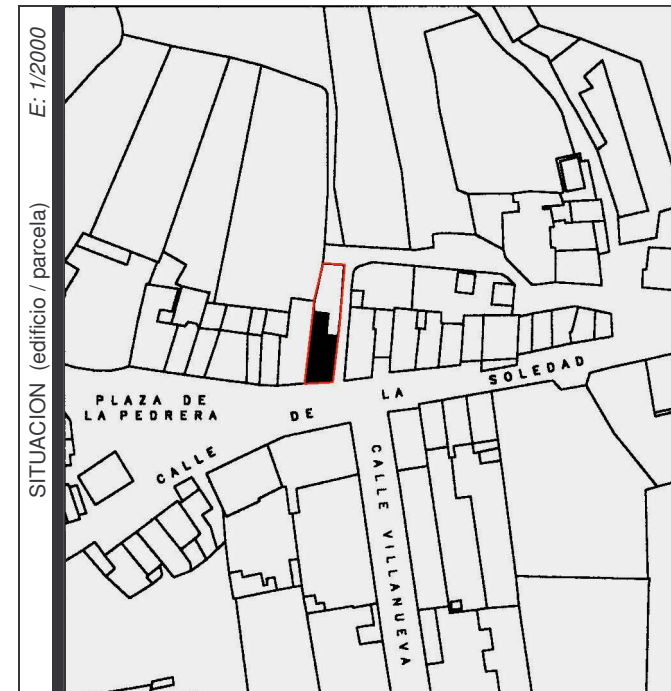 SITUACION (edificio / parcela) E: 1/2000
PLAZA DE
LA PEDRERA
CALLE DE LA SOLEDAD
CALLE VILLANUEVA